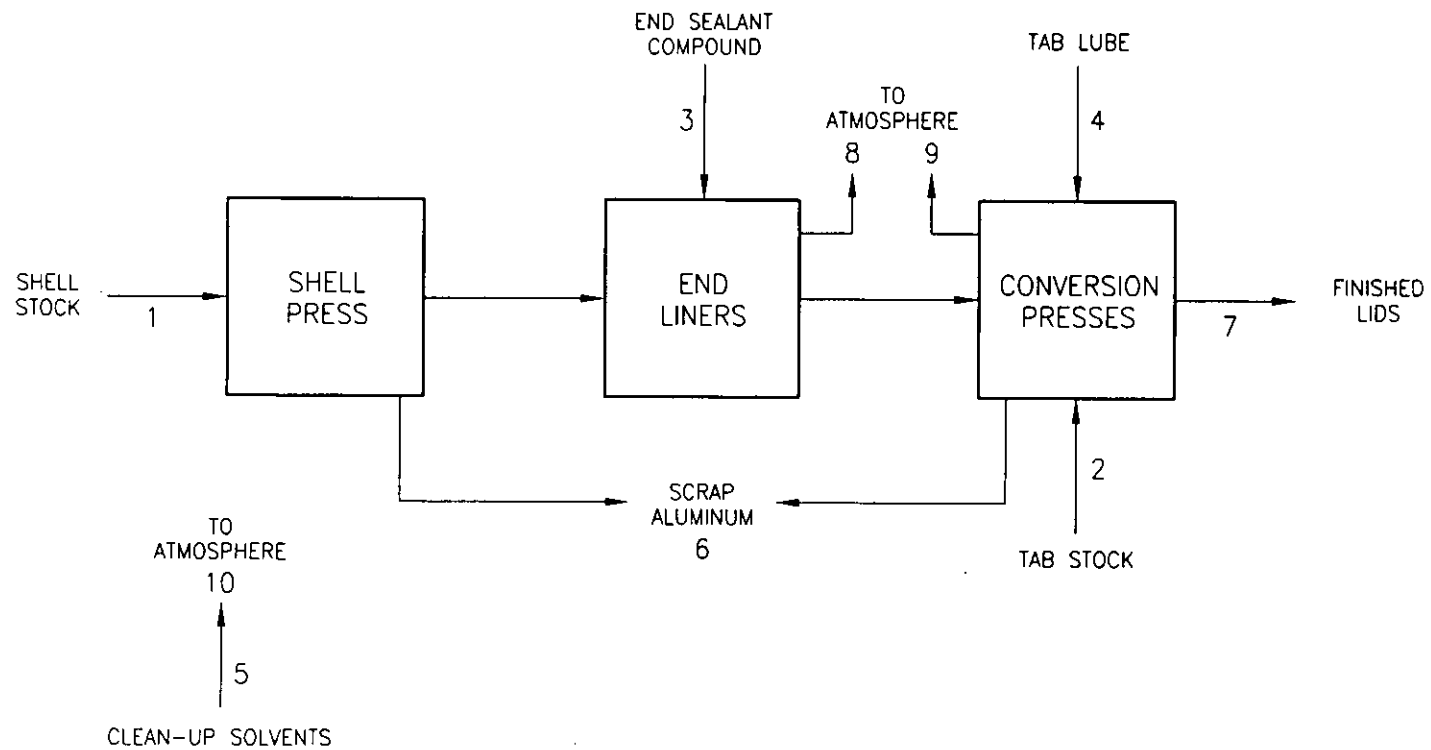 END SEALANT
COMPOUND
3
TAB LUBE
4
TO
ATMOSPHERE
8
9
SHELL
STOCK
1
SHELL
PRESS
END
LINERS
CONVERSION
PRESSES
7
FINISHED
LIDS
SCRAP
ALUMINUM
6
2
TAB STOCK
TO
ATMOSPHERE
10
5
CLEAN-UP SOLVENTS